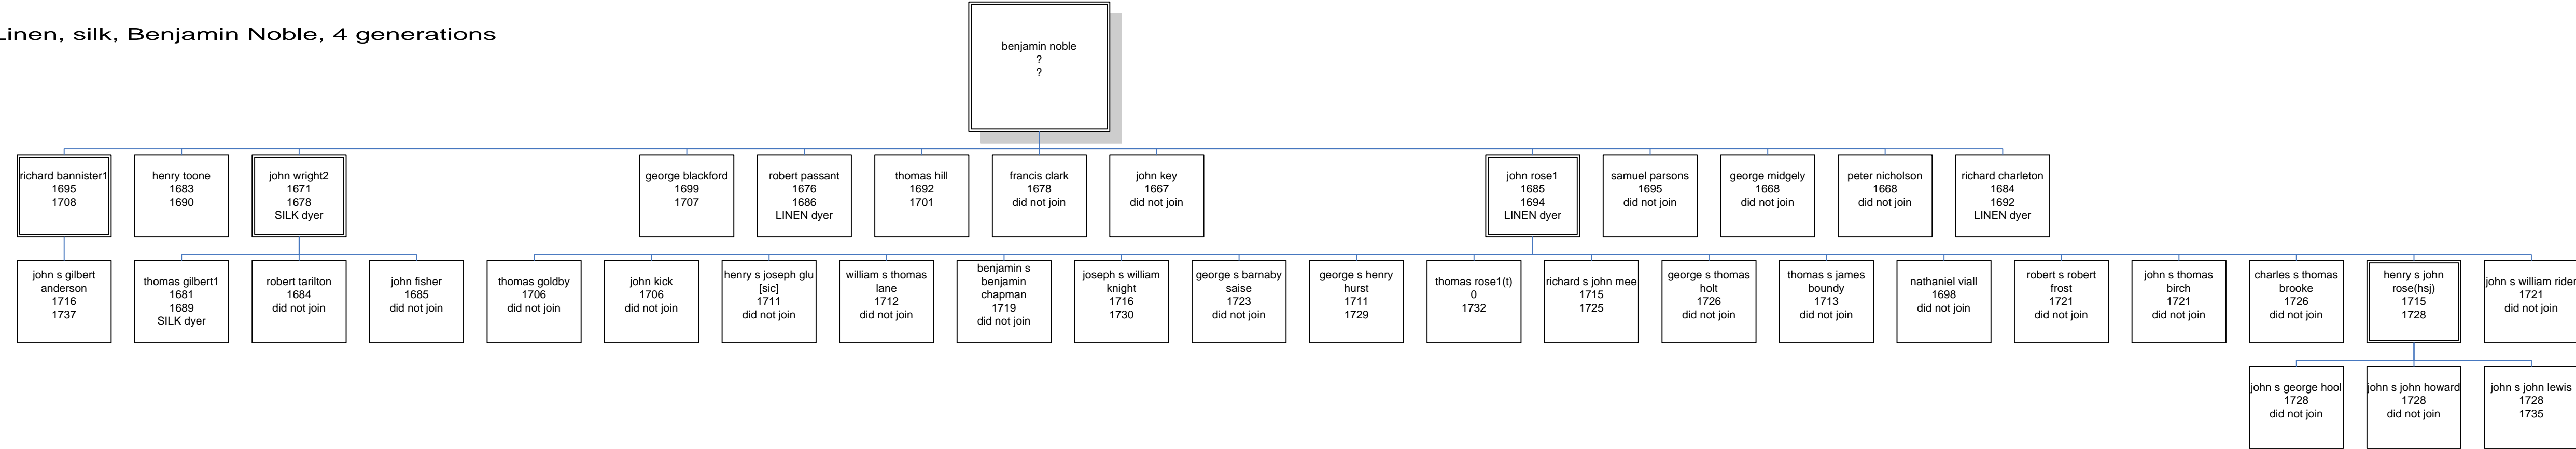 Linen, silk, Benjamin Noble, 4 generations
benjamin noble
?
?
richard bannister1
1695
1708
henry toone
1683
1690
john wright2
1671
1678
SILK dyer
george blackford
1699
1707
robert passant
1676
1686
LINEN dyer
thomas hill
1692
1701
francis clark
1678
did not join
john key
1667
did not join
john rose1
1685
1694
LINEN dyer
samuel parsons
1695
did not join
george midgely
1668
did not join
peter nicholson
1668
did not join
richard charleton
1684
1692
LINEN dyer
john s gilbert
anderson
1716
1737
thomas gilbert1
1681
1689
SILK dyer
robert tarilton
1684
did not join
john fisher
1685
did not join
thomas goldby
1706
did not join
john kick
1706
did not join
henry s joseph glu
[sic]
1711
did not join
william s thomas
lane
1712
did not join
benjamin s
benjamin
chapman
1719
did not join
joseph s william
knight
1716
1730
george s barnaby
saise
1723
did not join
george s henry
hurst
1711
1729
thomas rose1(t)
0
1732
richard s john mee
1715
1725
george s thomas
holt
1726
did not join
thomas s james
boundy
1713
did not join
nathaniel viall
1698
did not join
robert s robert
frost
1721
did not join
john s thomas
birch
1721
did not join
charles s thomas
brooke
1726
did not join
henry s john
rose(hsj)
1715
1728
john s william rider
1721
did not join
john s george hool
1728
did not join
john s john howard
1728
did not join
john s john lewis
1728
1735